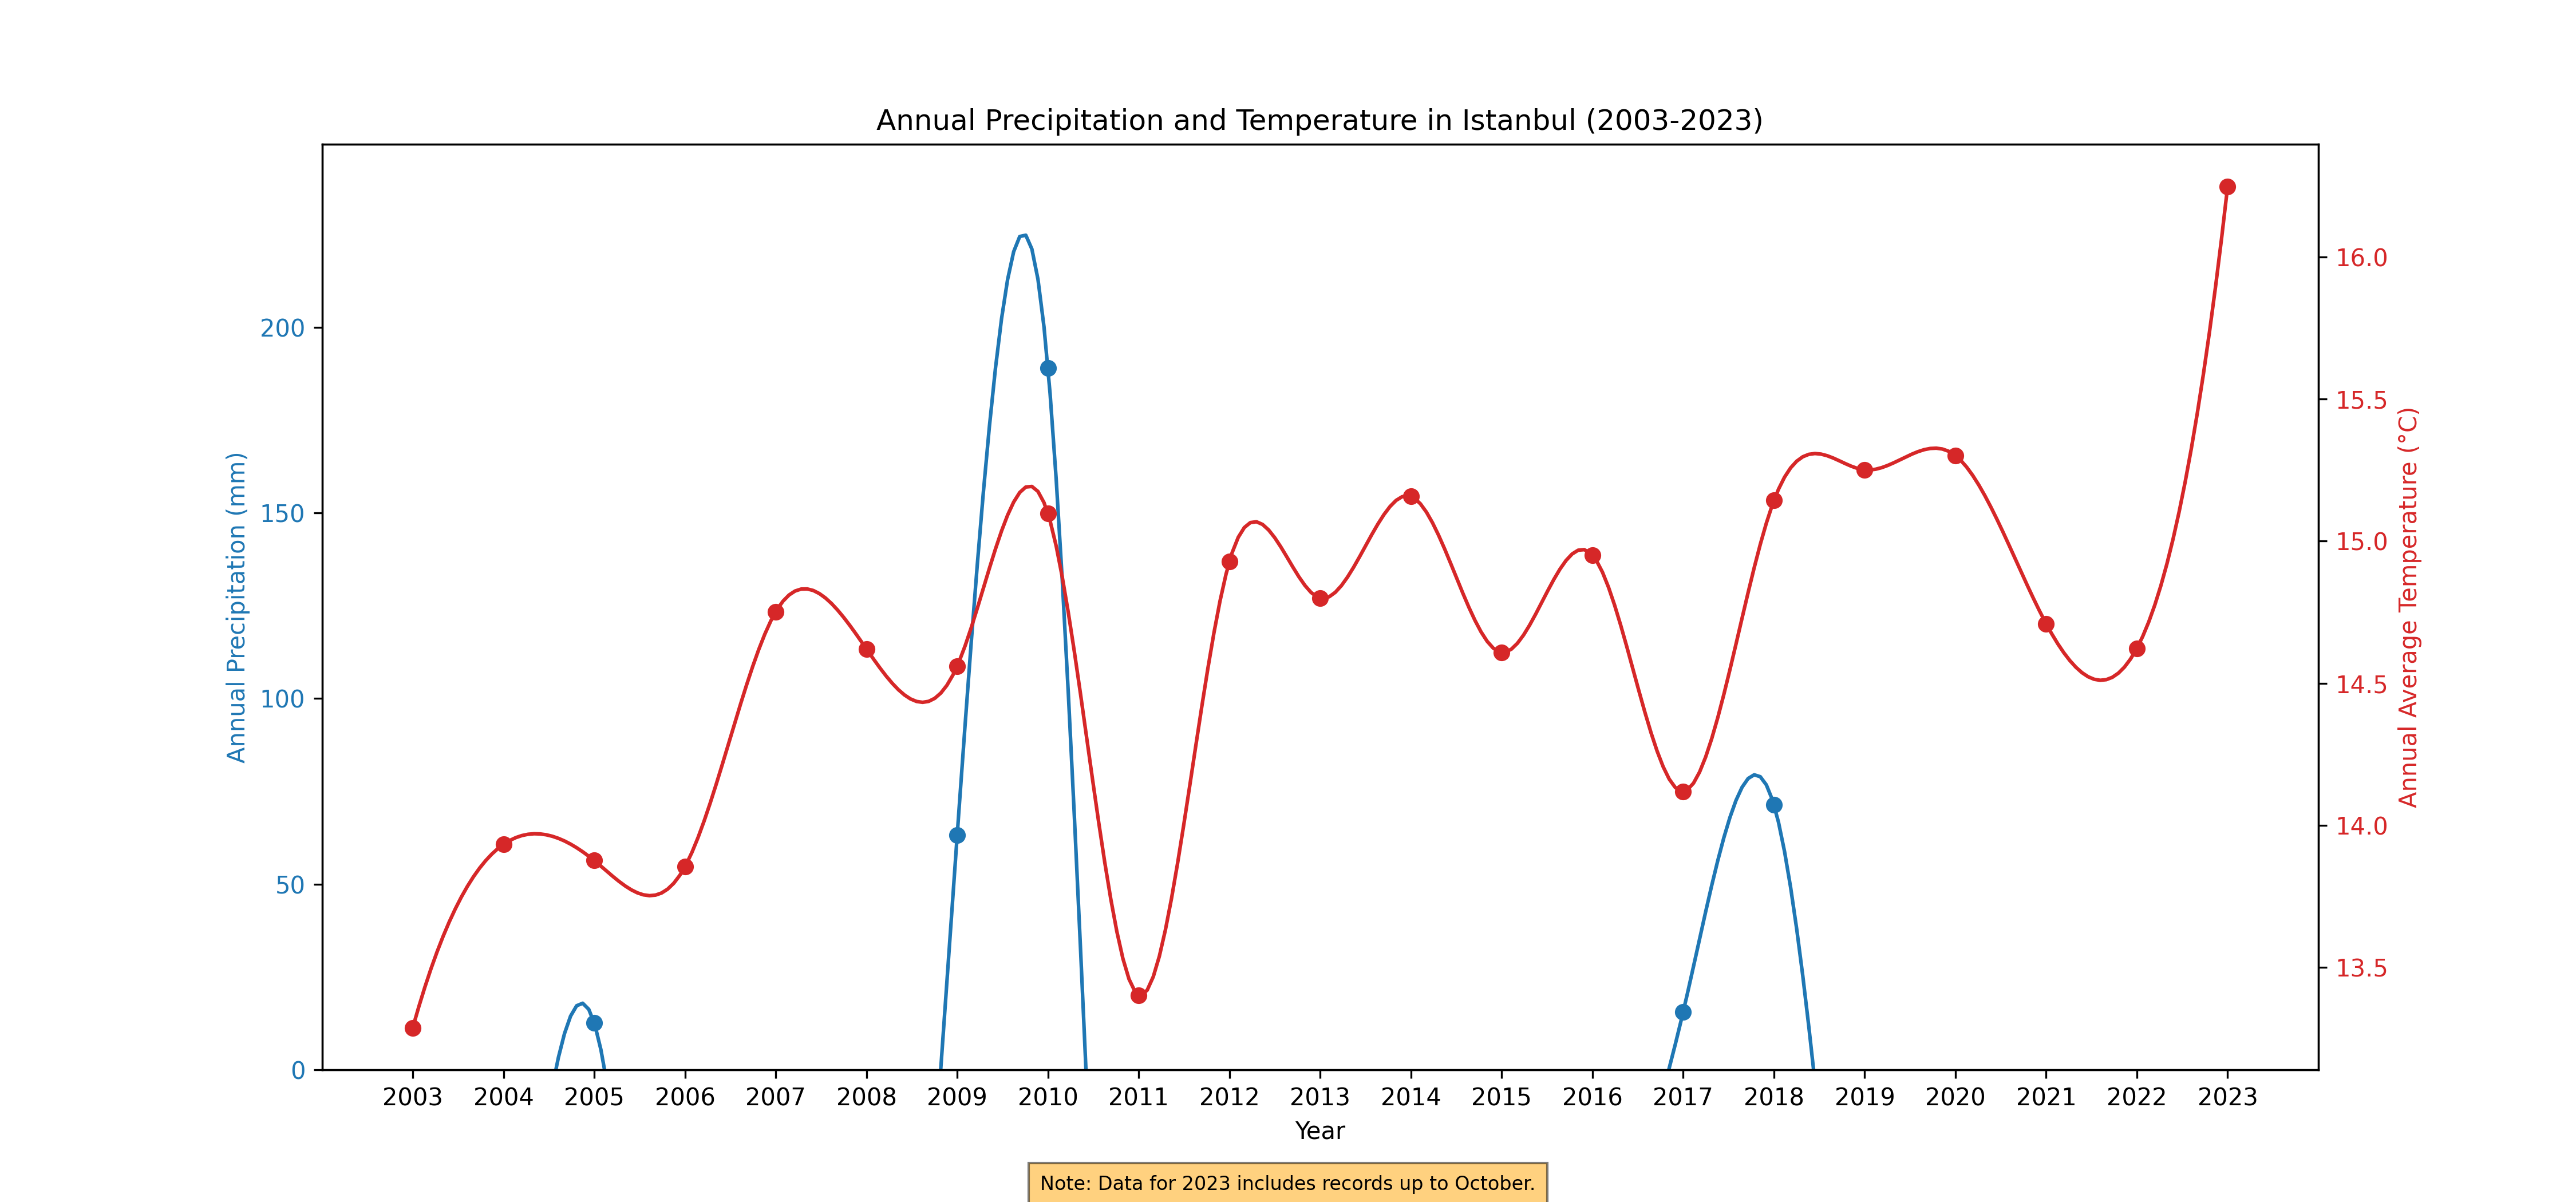 Annual Precipitation and Temperature in Istanbul (2003-2023)
Annual Precipitation (mm)
200
150
100
50
0
16.0
15.5
15.0
14.5
14.0
13.5
Annual Average Temperature (°C)
2003 2004 2005 2006 2007 2008 2009 2010 2011 2012 2013 2014 2015 2016 2017 2018 2019 2020 2021 2022 2023
Year
Note: Data for 2023 includes records up to October.